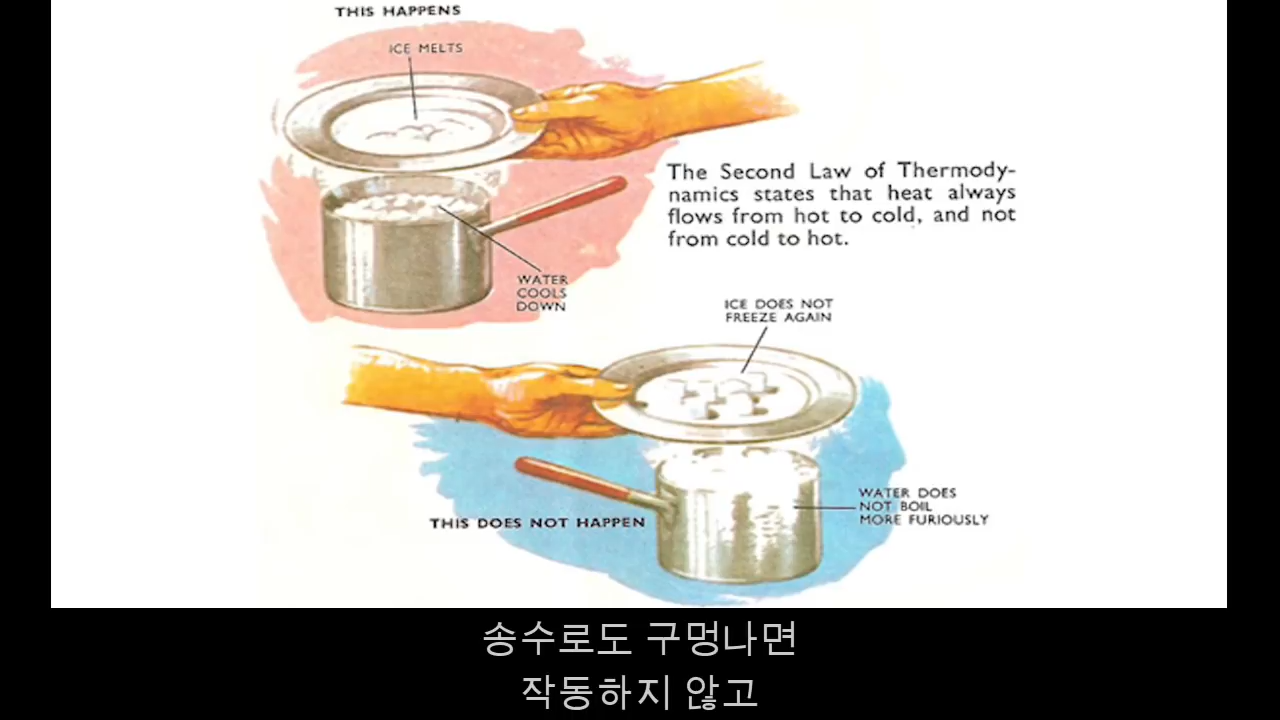 THIS HAPPENS
ICE MELTS
The Second Law of Thermody-
namics states that heat always
flows from hot to cold, and not
from cold to hot.
WATER
COOLS
DOWN
ICE DOES NOT
FREEZE AGAIN
WATER DOES
NOT BOIL
MORE FURIOUSLY
THIS DOES NOT HAPPEN
송수로도 구멍나면
작동하지 않고